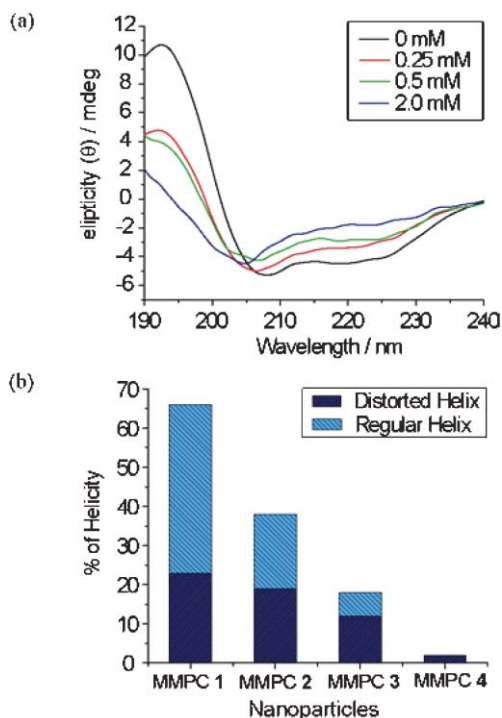 (a)
12
10
8
6
4
2
0
-2
-4
-6
elipticity (θ) / mdeg
0 mM
0.25 mM
0.5 mM
2.0 mM
190 200 210 220 230 240
Wavelength / nm
(b)
70
60
50
40
30
20
10
0
% of Helicity
Distorted Helix
Regular Helix
MMPC 1 MMPC 2 MMPC 3 MMPC 4
Nanoparticles